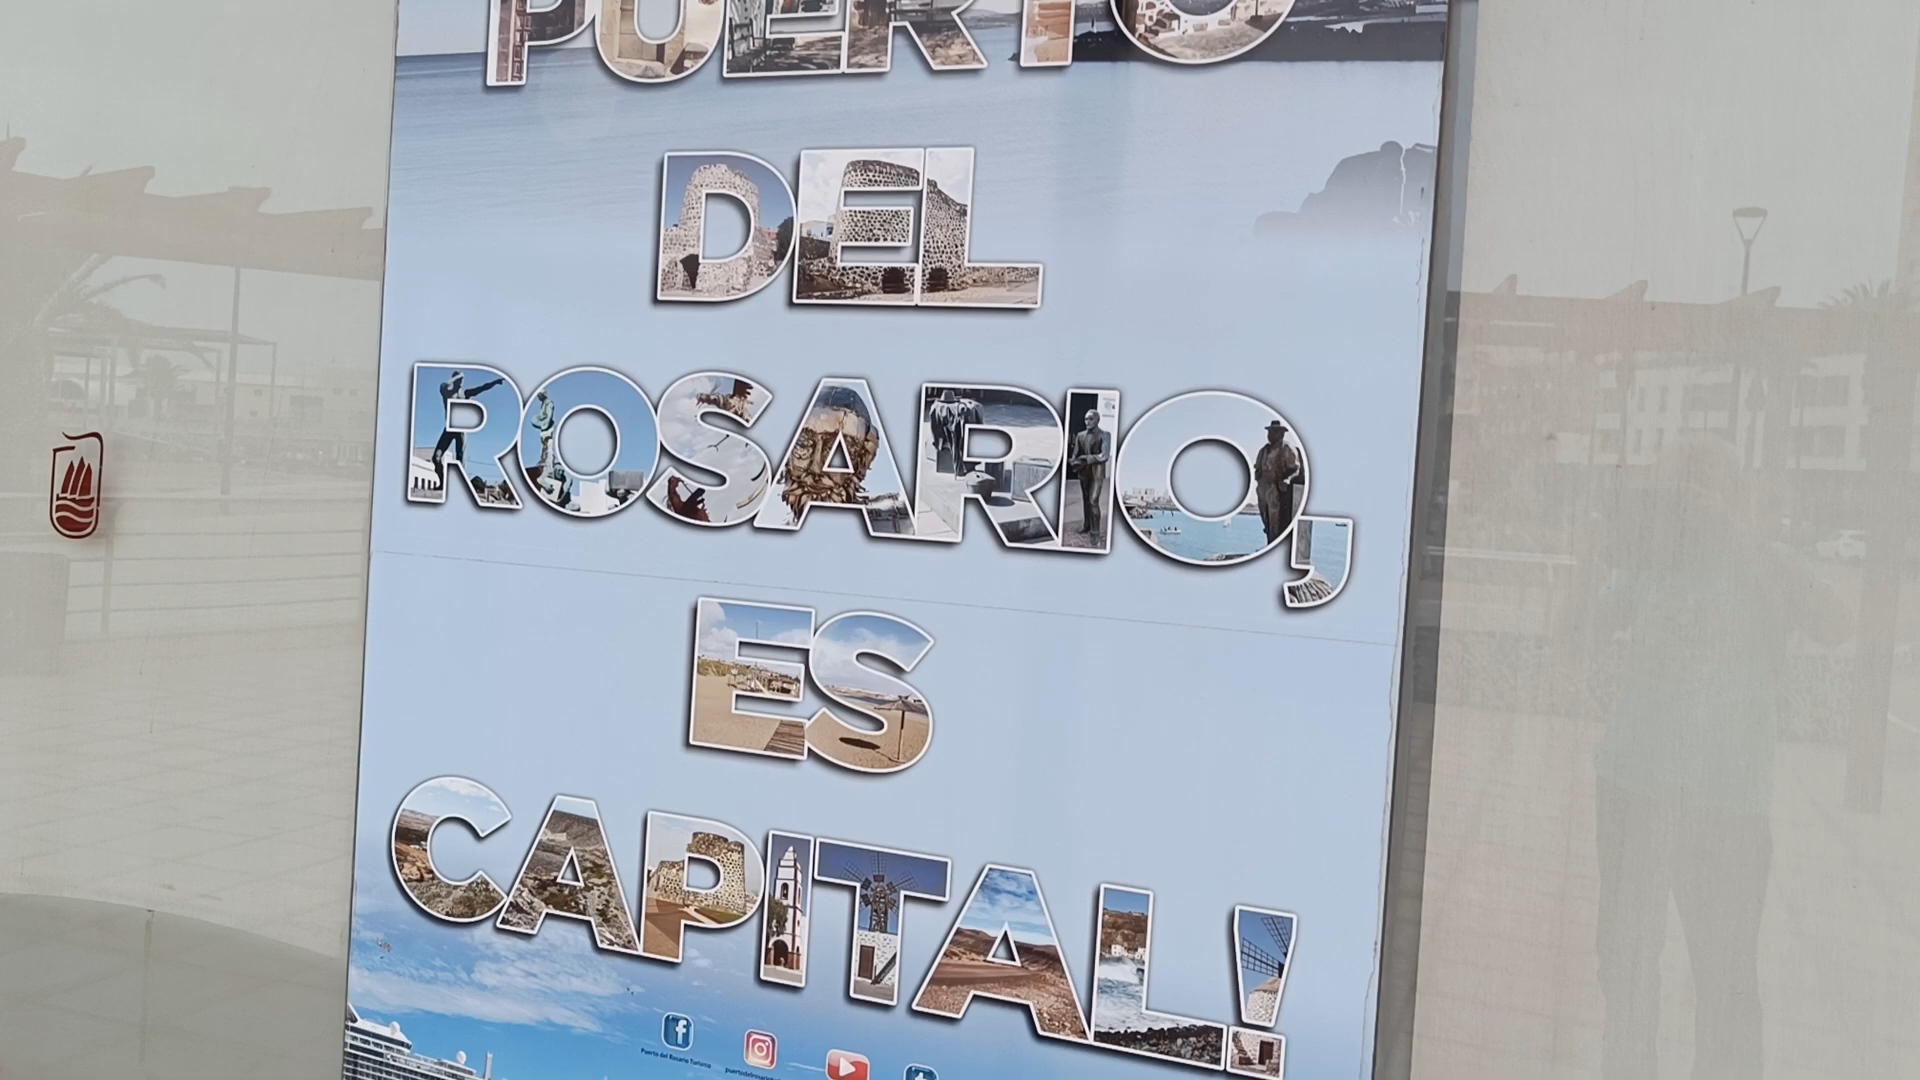 PUERTO
DEL
ROSARIO,
ES
CAPITAL!
Puerto del Rosario Turismo